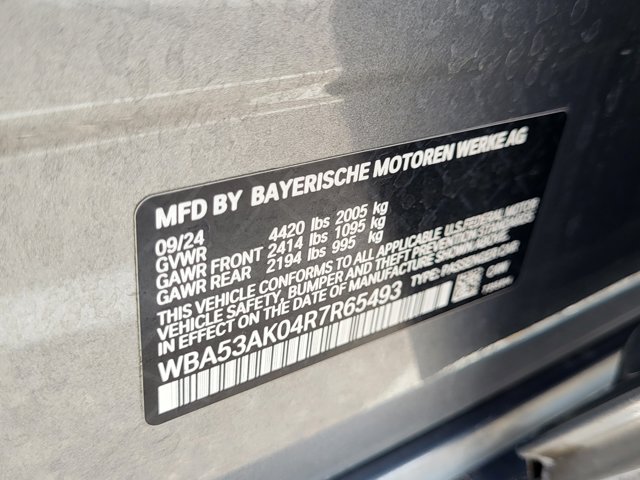 MFD BY BAYERISCHE MOTOREN WERKE AG
09/24
GVWR 4420 lbs 2005 kg
GAWR FRONT 2414 lbs 1095 kg
GAWR REAR 2194 lbs 995 kg
THIS VEHICLE CONFORMS TO ALL APPLICABLE U.S. FEDERAL MOTOR
VEHICLE SAFETY, BUMPER AND THEFT PREVENTION STANDARDS
IN EFFECT ON THE DATE OF MANUFACTURE SHOWN ABOVE.
WBA53AK04R7R65493 TYPE: PASSENGER CAR